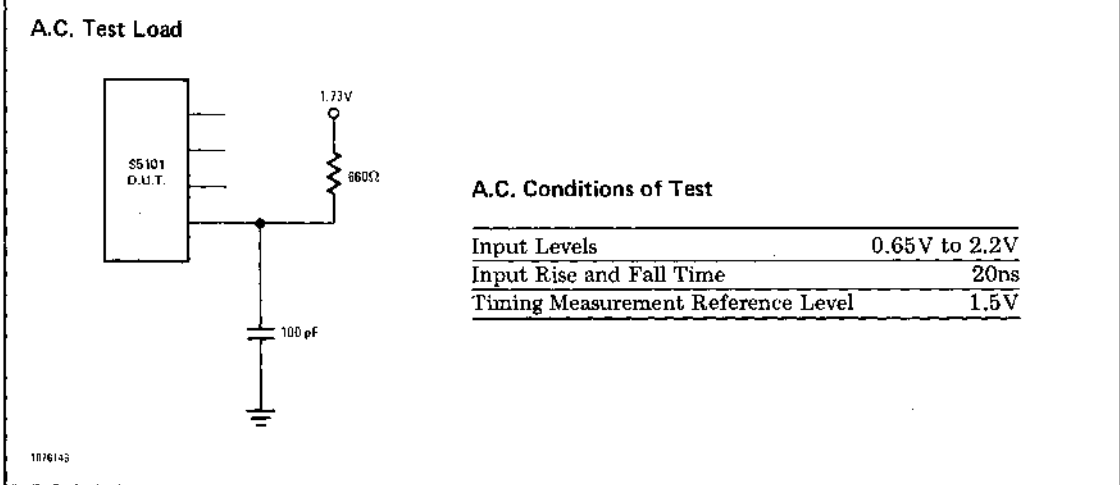 A.C. Test Load
1.73V
S5101
D.U.T.
660Ω
100 pF
A.C. Conditions of Test
Input Levels 0.65V to 2.2V
Input Rise and Fall Time 20ns
Timing Measurement Reference Level 1.5V